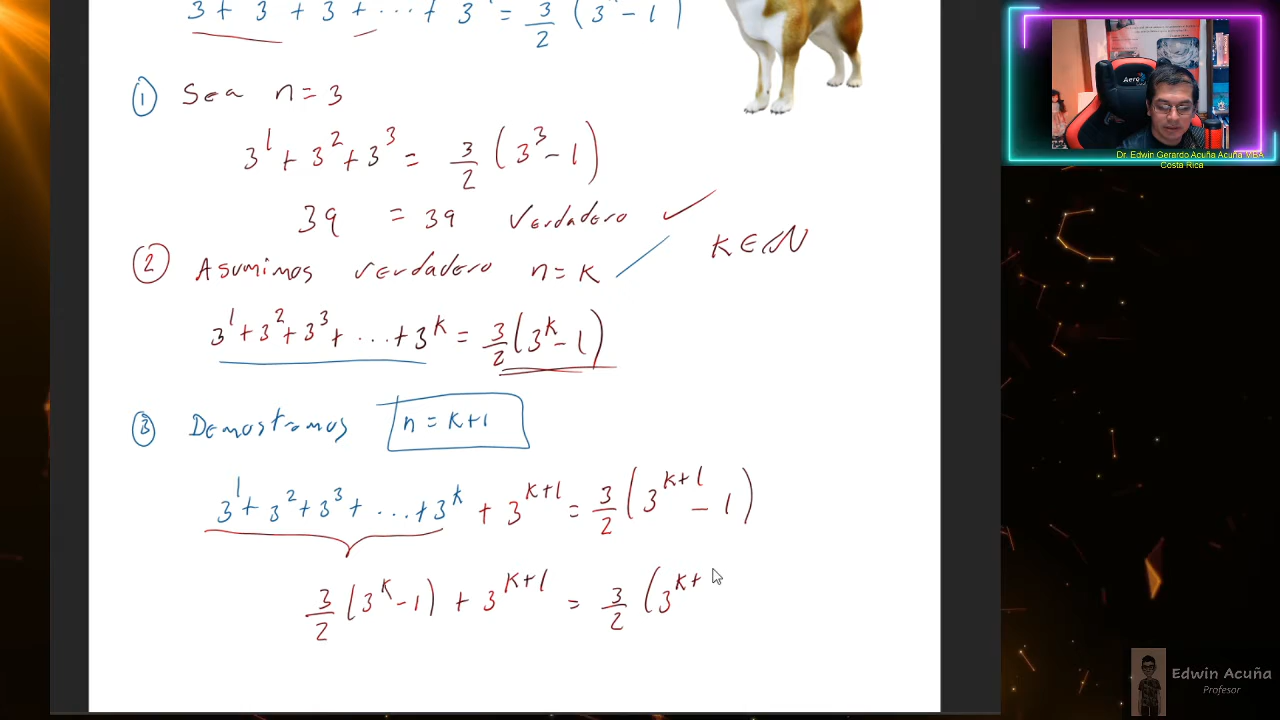 3 + 3 + 3 + ... + 3 = 3/2 (3 - 1)
① Sea n = 3
3^1 + 3^2 + 3^3 = 3/2 (3^3 - 1)
39 = 39 Verdadero ✓
② Asumimos verdadero n = K K ∈ IN
3^1 + 3^2 + 3^3 + ... + 3^k = 3/2 (3^k - 1)
③ Demostramos n = K+1
3^1 + 3^2 + 3^3 + ... + 3^k + 3^(k+1) = 3/2 (3^(k+1) - 1)
3/2 (3^k - 1) + 3^(k+1) = 3/2 (3^(k+
Aero
Dr. Edwin Gerardo Acuña Acuña MBA
Costa Rica
Edwin Acuña
Profesor